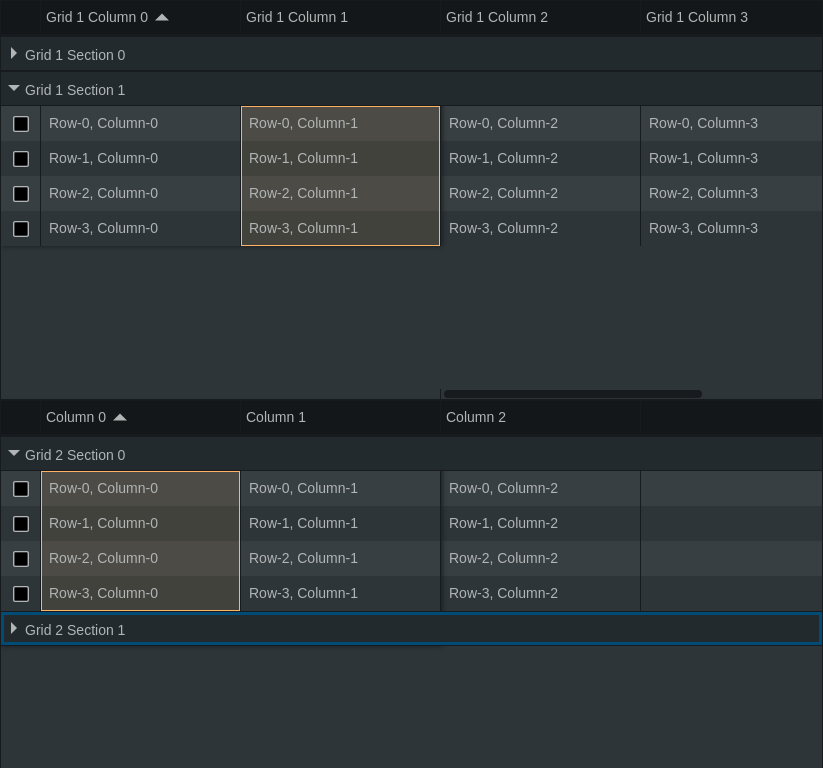 Grid 1 Column 0 Grid 1 Column 1 Grid 1 Column 2 Grid 1 Column 3
Grid 1 Section 0
Grid 1 Section 1
Row-0, Column-0 Row-0, Column-1 Row-0, Column-2 Row-0, Column-3
Row-1, Column-0 Row-1, Column-1 Row-1, Column-2 Row-1, Column-3
Row-2, Column-0 Row-2, Column-1 Row-2, Column-2 Row-2, Column-3
Row-3, Column-0 Row-3, Column-1 Row-3, Column-2 Row-3, Column-3
Column 0 Column 1 Column 2
Grid 2 Section 0
Row-0, Column-0 Row-0, Column-1 Row-0, Column-2
Row-1, Column-0 Row-1, Column-1 Row-1, Column-2
Row-2, Column-0 Row-2, Column-1 Row-2, Column-2
Row-3, Column-0 Row-3, Column-1 Row-3, Column-2
Grid 2 Section 1